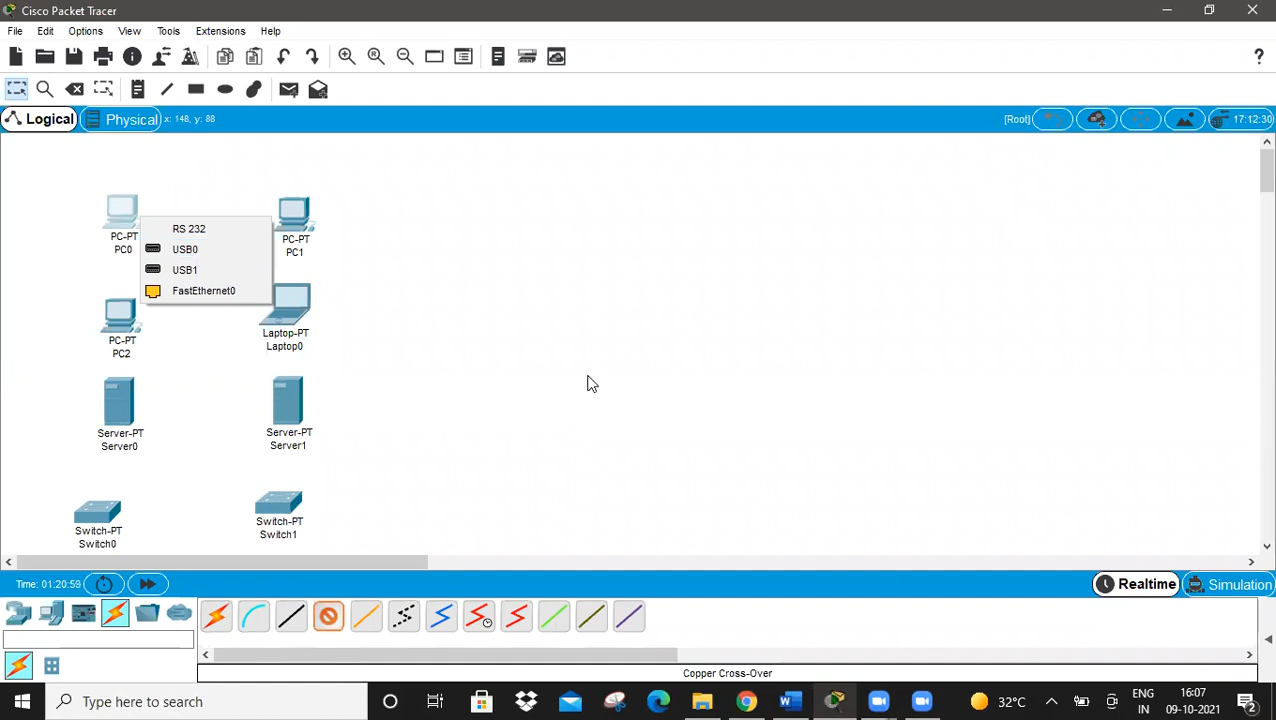 Cisco Packet Tracer
File Edit Options View Tools Extensions Help
?
Logical Physical x: 148, y: 88 [Root] 17:12:30
PC-PT
PC0
RS 232
USB0
USB1
FastEthernet0
PC-PT
PC1
PC-PT
PC2
Laptop-PT
Laptop0
Server-PT
Server0
Server-PT
Server1
Switch-PT
Switch0
Switch-PT
Switch1
Time: 01:20:59 Realtime Simulation
Copper Cross-Over
Type here to search 32°C ENG 16:07
IN 09-10-2021 2